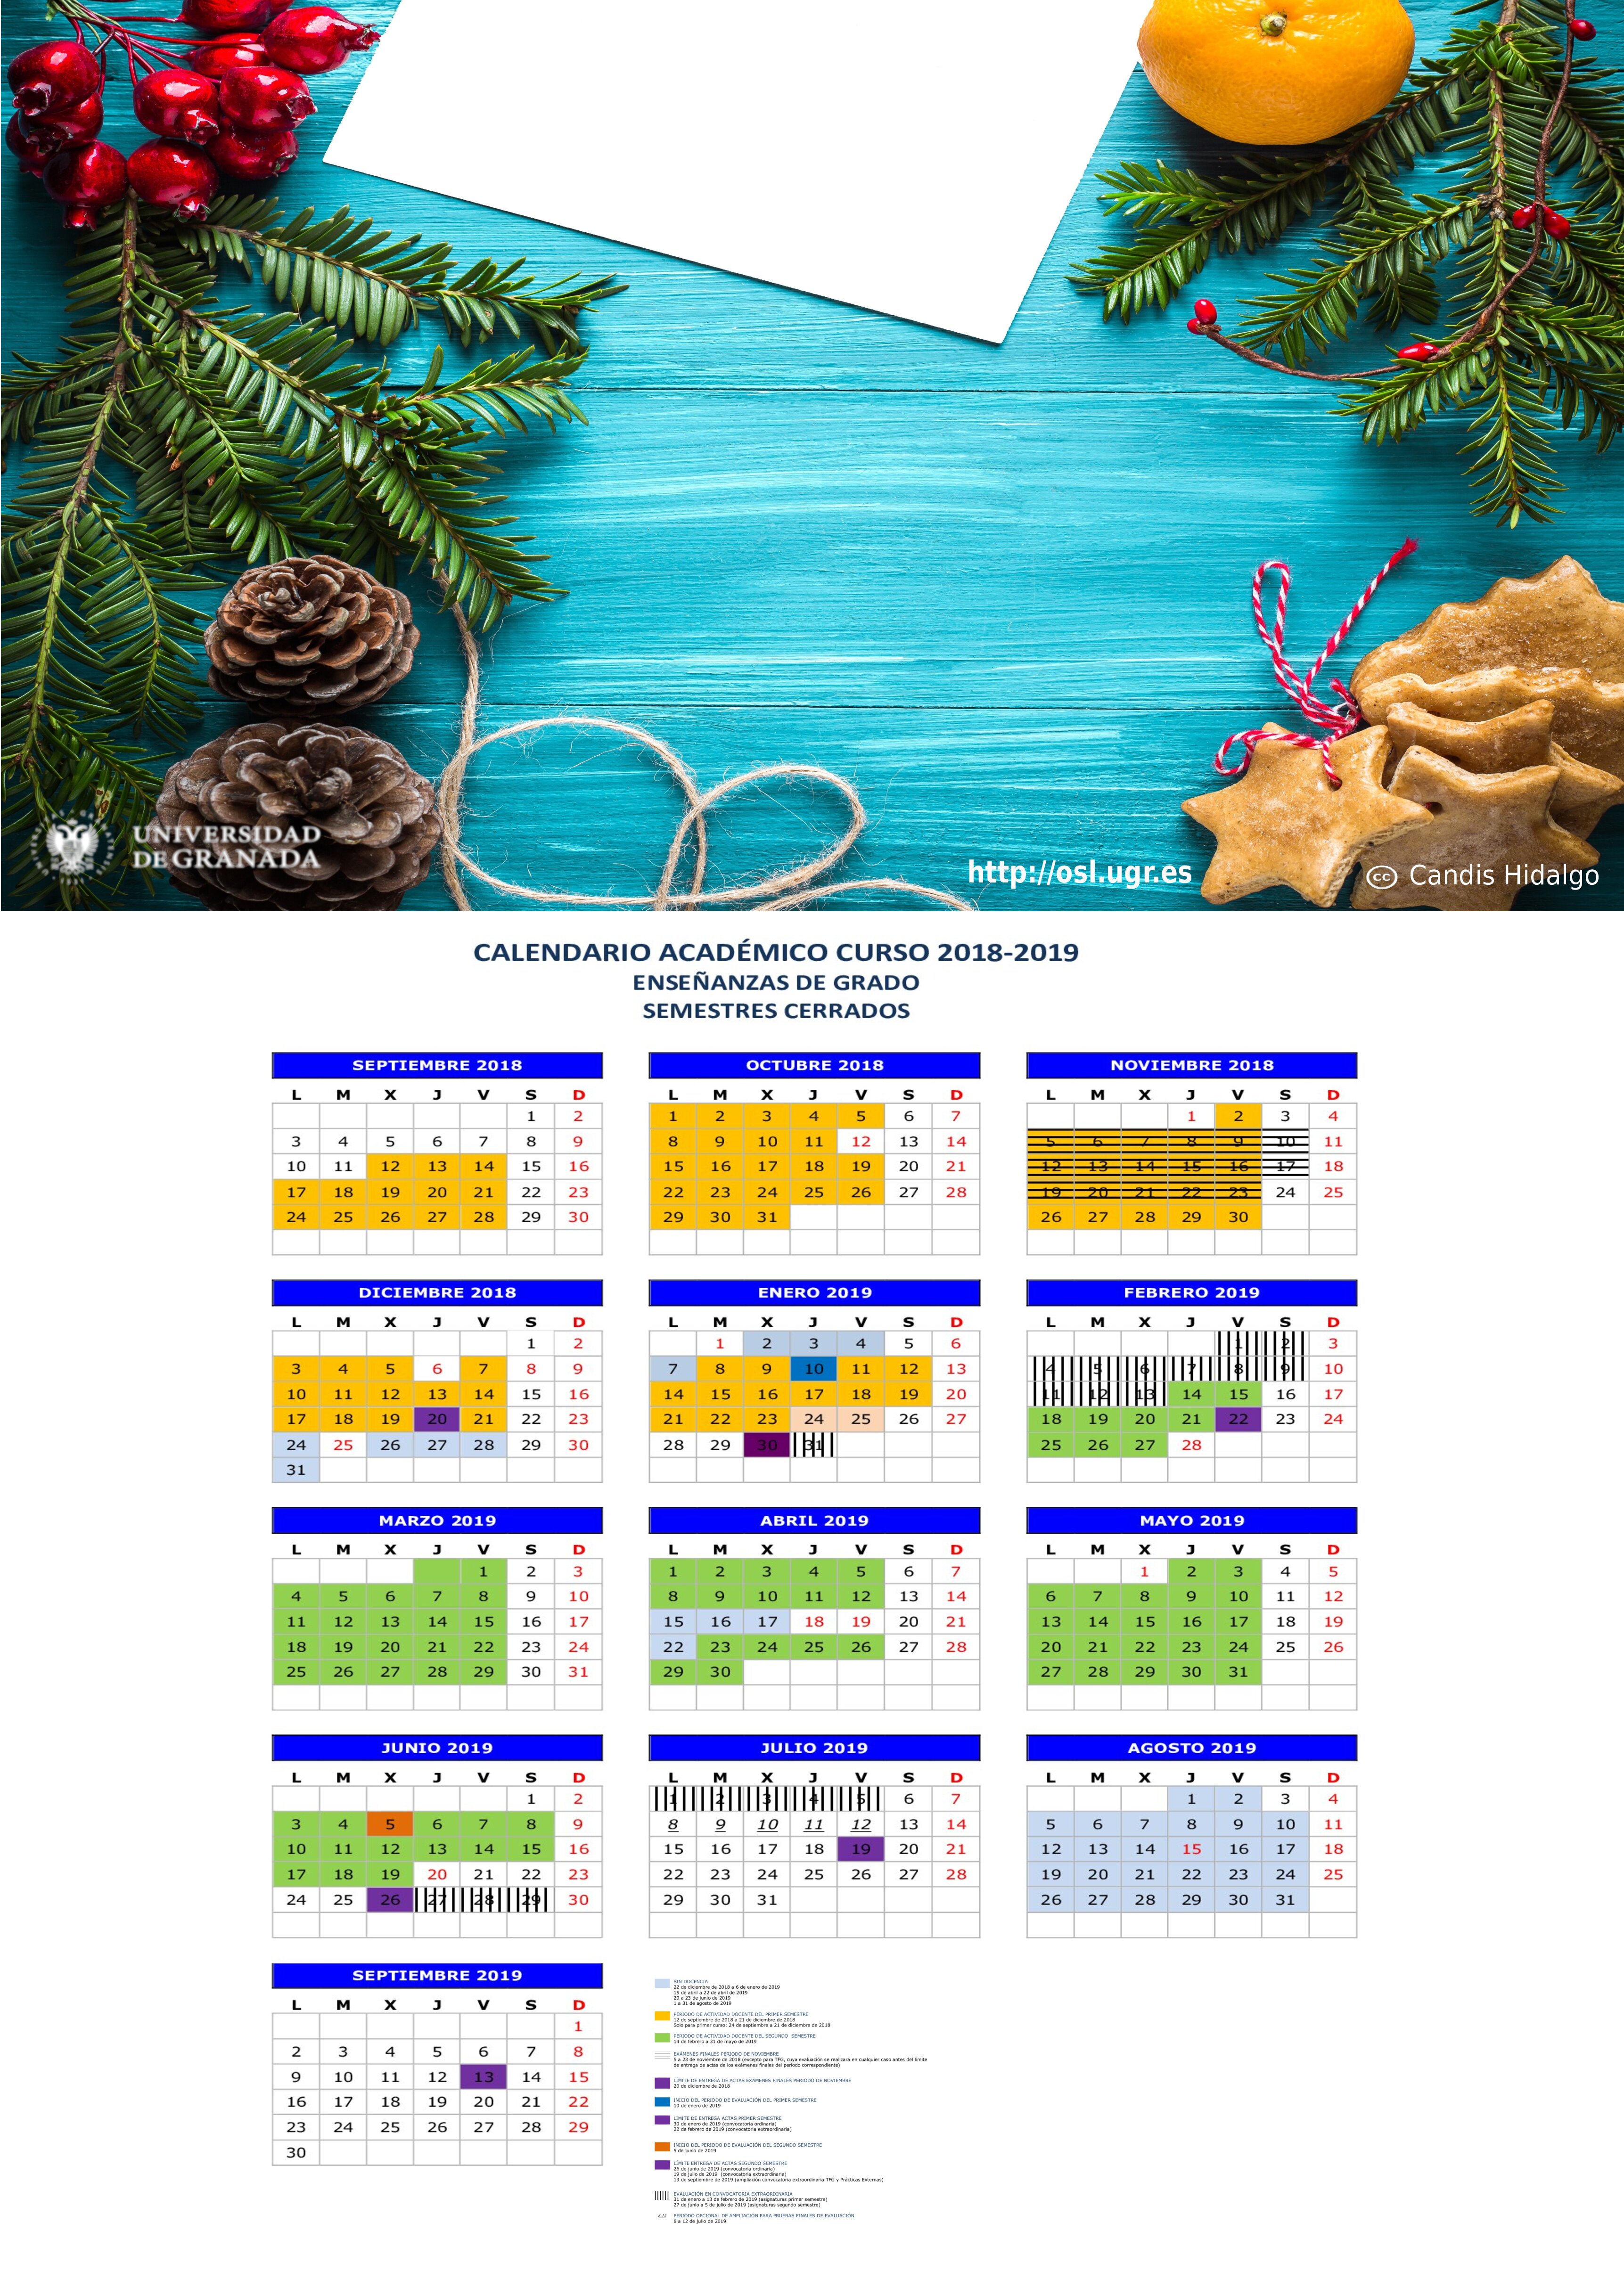 UNIVERSIDAD
DE GRANADA
http://osl.ugr.es
cc Candis Hidalgo
CALENDARIO ACADÉMICO CURSO 2018-2019
ENSEÑANZAS DE GRADO
SEMESTRES CERRADOS
SEPTIEMBRE 2018
L M X J V S D
1 2
3 4 5 6 7 8 9
10 11 12 13 14 15 16
17 18 19 20 21 22 23
24 25 26 27 28 29 30
OCTUBRE 2018
L M X J V S D
1 2 3 4 5 6 7
8 9 10 11 12 13 14
15 16 17 18 19 20 21
22 23 24 25 26 27 28
29 30 31
NOVIEMBRE 2018
L M X J V S D
1 2 3 4
5 6 7 8 9 10 11
12 13 14 15 16 17 18
19 20 21 22 23 24 25
26 27 28 29 30
DICIEMBRE 2018
L M X J V S D
1 2
3 4 5 6 7 8 9
10 11 12 13 14 15 16
17 18 19 20 21 22 23
24 25 26 27 28 29 30
31
ENERO 2019
L M X J V S D
1 2 3 4 5 6
7 8 9 10 11 12 13
14 15 16 17 18 19 20
21 22 23 24 25 26 27
28 29 30 31
FEBRERO 2019
L M X J V S D
1 2 3
4 5 6 7 8 9 10
11 12 13 14 15 16 17
18 19 20 21 22 23 24
25 26 27 28
MARZO 2019
L M X J V S D
1 2 3
4 5 6 7 8 9 10
11 12 13 14 15 16 17
18 19 20 21 22 23 24
25 26 27 28 29 30 31
ABRIL 2019
L M X J V S D
1 2 3 4 5 6 7
8 9 10 11 12 13 14
15 16 17 18 19 20 21
22 23 24 25 26 27 28
29 30
MAYO 2019
L M X J V S D
1 2 3 4 5
6 7 8 9 10 11 12
13 14 15 16 17 18 19
20 21 22 23 24 25 26
27 28 29 30 31
JUNIO 2019
L M X J V S D
1 2
3 4 5 6 7 8 9
10 11 12 13 14 15 16
17 18 19 20 21 22 23
24 25 26 27 28 29 30
JULIO 2019
L M X J V S D
1 2 3 4 5 6 7
8 9 10 11 12 13 14
15 16 17 18 19 20 21
22 23 24 25 26 27 28
29 30 31
AGOSTO 2019
L M X J V S D
1 2 3 4
5 6 7 8 9 10 11
12 13 14 15 16 17 18
19 20 21 22 23 24 25
26 27 28 29 30 31
SEPTIEMBRE 2019
L M X J V S D
1
2 3 4 5 6 7 8
9 10 11 12 13 14 15
16 17 18 19 20 21 22
23 24 25 26 27 28 29
30
SIN DOCENCIA
22 de diciembre de 2018 a 6 de enero de 2019
15 de abril a 22 de abril de 2019
20 a 23 de junio de 2019
1 a 31 de agosto de 2019
PERIODO DE ACTIVIDAD DOCENTE DEL PRIMER SEMESTRE
12 de septiembre de 2018 a 21 de diciembre de 2018
Solo para primer curso: 24 de septiembre a 21 de diciembre de 2018
PERIODO DE ACTIVIDAD DOCENTE DEL SEGUNDO SEMESTRE
14 de febrero a 31 de mayo de 2019
EXÁMENES FINALES PERIODO DE NOVIEMBRE
5 a 23 de noviembre de 2018 (excepto para TFG, cuya evaluación se realizará en cualquier caso antes del límite
de entrega de actas de los exámenes finales del periodo correspondiente)
LÍMITE DE ENTREGA DE ACTAS EXÁMENES FINALES PERIODO DE NOVIEMBRE
20 de diciembre de 2018
INICIO DEL PERIODO DE EVALUACIÓN DEL PRIMER SEMESTRE
10 de enero de 2019
LÍMITE DE ENTREGA ACTAS PRIMER SEMESTRE
30 de enero de 2019 (convocatoria ordinaria)
22 de febrero de 2019 (convocatoria extraordinaria)
INICIO DEL PERIODO DE EVALUACIÓN DEL SEGUNDO SEMESTRE
5 de junio de 2019
LÍMITE ENTREGA DE ACTAS SEGUNDO SEMESTRE
26 de junio de 2019 (convocatoria ordinaria)
19 de julio de 2019 (convocatoria extraordinaria)
13 de septiembre de 2019 (ampliación convocatoria extraordinaria TFG y Prácticas Externas)
EVALUACIÓN EN CONVOCATORIA EXTRAORDINARIA
31 de enero a 13 de febrero de 2019 (asignaturas primer semestre)
27 de junio a 5 de julio de 2019 (asignaturas segundo semestre)
PERIODO OPCIONAL DE AMPLIACIÓN PARA PRUEBAS FINALES DE EVALUACIÓN
8 a 12 de julio de 2019